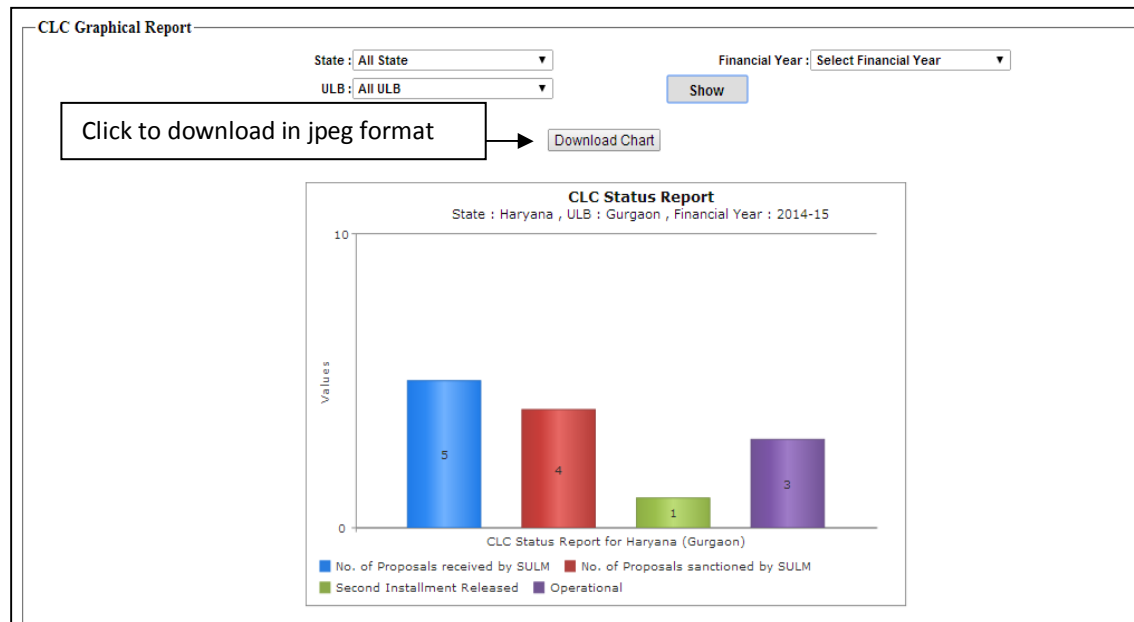 CLC Graphical Report
State : All State Financial Year : Select Financial Year
ULB : All ULB Show
Click to download in jpeg format
Download Chart
CLC Status Report
State : Haryana , ULB : Gurgaon , Financial Year : 2014-15
10
Values
5
4
1
3
0
CLC Status Report for Haryana (Gurgaon)
No. of Proposals received by SULM No. of Proposals sanctioned by SULM
Second Installment Released Operational